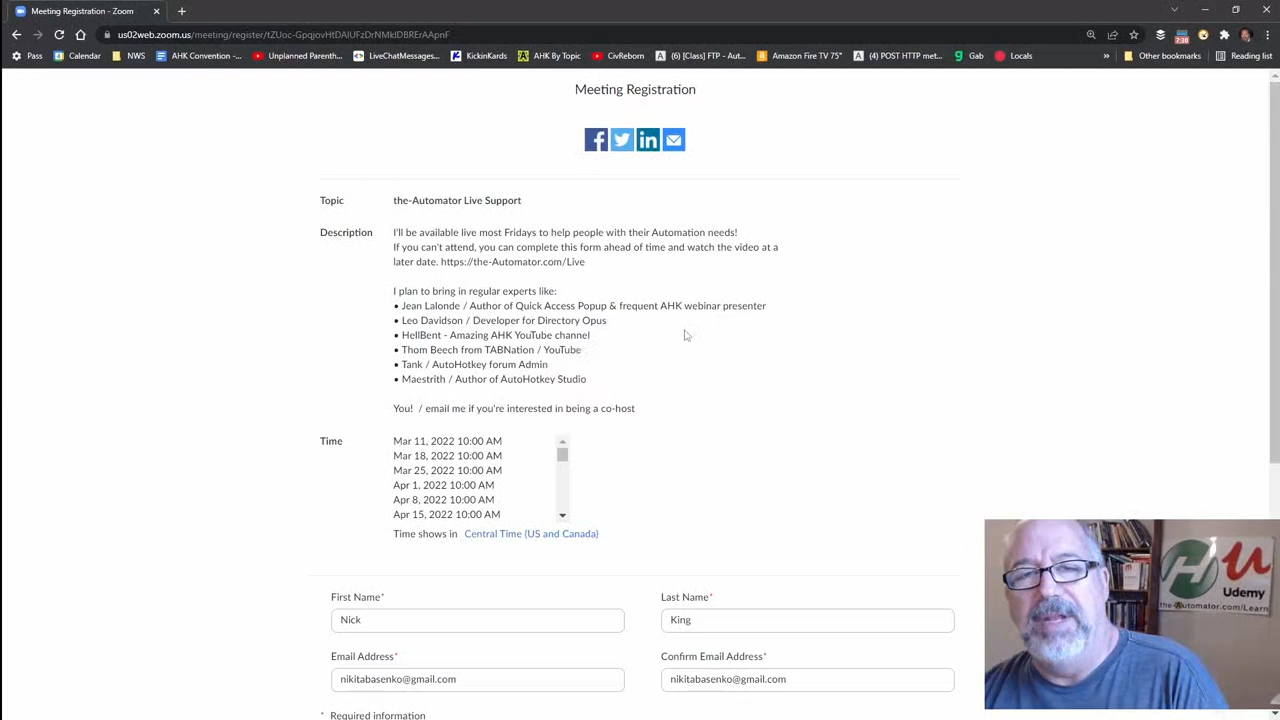 Meeting Registration - Zoom
us02web.zoom.us/meeting/register/tZUoc-GpqjovHtDAIUFzDrNMkIDBRErAApnF
Pass
Calendar
NWS
AHK Convention -...
Unplanned Parenth...
LiveChatMessages...
KickinKards
AHK By Topic
CivReborn
(6) [Class] FTP - Aut...
Amazon Fire TV 75"
(4) POST HTTP met...
Gab
Locals
»
Other bookmarks
Reading list
7:30
Meeting Registration
Topic
the-Automator Live Support
Description
I'll be available live most Fridays to help people with their Automation needs!
If you can't attend, you can complete this form ahead of time and watch the video at a
later date. https://the-Automator.com/Live
I plan to bring in regular experts like:
• Jean Lalonde / Author of Quick Access Popup & frequent AHK webinar presenter
• Leo Davidson / Developer for Directory Opus
• HellBent - Amazing AHK YouTube channel
• Thom Beech from TABNation / YouTube
• Tank / AutoHotkey forum Admin
• Maestrith / Author of AutoHotkey Studio
You!  / email me if you're interested in being a co-host
Time
Mar 11, 2022 10:00 AM
Mar 18, 2022 10:00 AM
Mar 25, 2022 10:00 AM
Apr 1, 2022 10:00 AM
Apr 8, 2022 10:00 AM
Apr 15, 2022 10:00 AM
Time shows in Central Time (US and Canada)
First Name*
Last Name*
Nick
King
Email Address*
Confirm Email Address*
nikitabasenko@gmail.com
nikitabasenko@gmail.com
* Required information
H
Udemy
the-Automator.com/Learn